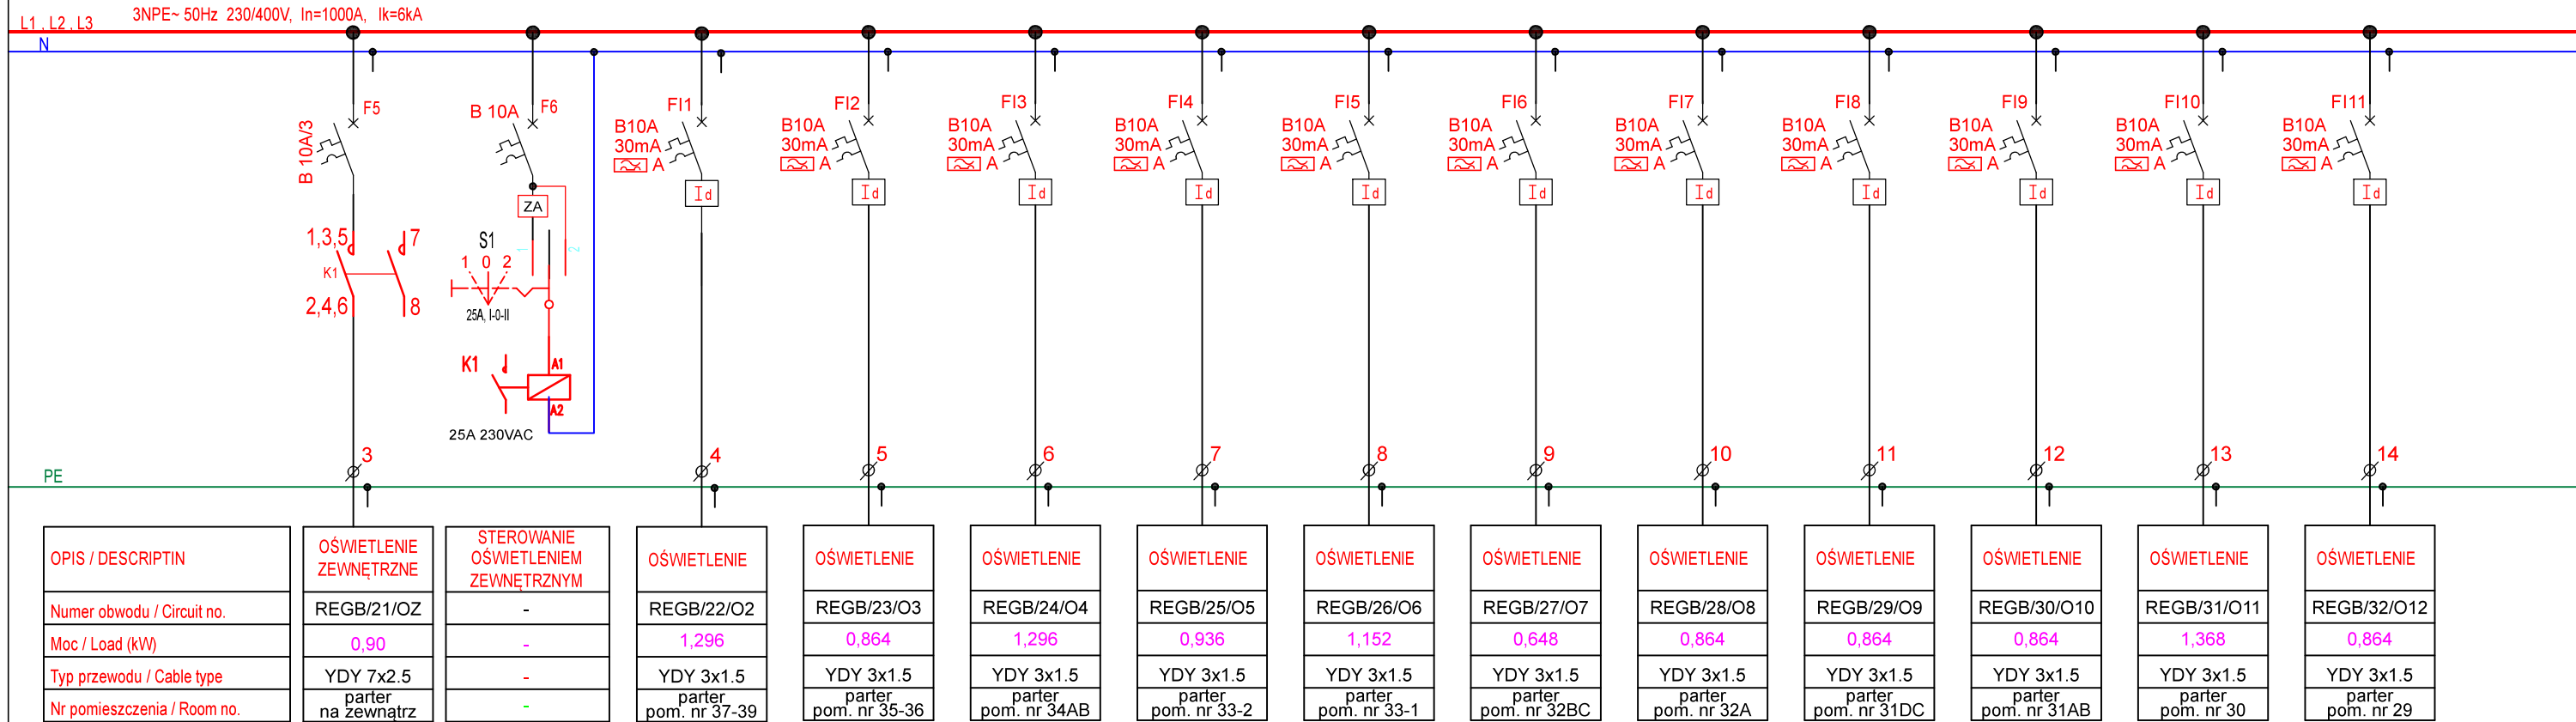 3NPE~ 50Hz 230/400V, In=1000A, Ik=6kA
L1 , L2 , L3
N
F5
B 10A/3
1,3,5
7
K1
2,4,6
8
B 10A
F6
ZA
S1
1 0 2
1
2
25A, I-0-II
K1
A1
A2
25A 230VAC
FI1
B10A
30mA
A
Id
FI2
B10A
30mA
A
Id
FI3
B10A
30mA
A
Id
FI4
B10A
30mA
A
Id
FI5
B10A
30mA
A
Id
FI6
B10A
30mA
A
Id
FI7
B10A
30mA
A
Id
FI8
B10A
30mA
A
Id
FI9
B10A
30mA
A
Id
FI10
B10A
30mA
A
Id
FI11
B10A
30mA
A
Id
3 4 5 6 7 8 9 10 11 12 13 14
PE
OPIS / DESCRIPTIN
OŚWIETLENIE
ZEWNĘTRZNE
STEROWANIE
OŚWIETLENIEM
ZEWNĘTRZNYM
OŚWIETLENIE OŚWIETLENIE OŚWIETLENIE OŚWIETLENIE OŚWIETLENIE OŚWIETLENIE OŚWIETLENIE OŚWIETLENIE OŚWIETLENIE OŚWIETLENIE OŚWIETLENIE
Numer obwodu / Circuit no. REGB/21/OZ - REGB/22/O2 REGB/23/O3 REGB/24/O4 REGB/25/O5 REGB/26/O6 REGB/27/O7 REGB/28/O8 REGB/29/O9 REGB/30/O10 REGB/31/O11 REGB/32/O12
Moc / Load (kW) 0,90 - 1,296 0,864 1,296 0,936 1,152 0,648 0,864 0,864 0,864 1,368 0,864
Typ przewodu / Cable type YDY 7x2.5 - YDY 3x1.5 YDY 3x1.5 YDY 3x1.5 YDY 3x1.5 YDY 3x1.5 YDY 3x1.5 YDY 3x1.5 YDY 3x1.5 YDY 3x1.5 YDY 3x1.5 YDY 3x1.5
Nr pomieszczenia / Room no.
parter
na zewnątrz
-
parter
pom. nr 37-39
parter
pom. nr 35-36
parter
pom. nr 34AB
parter
pom. nr 33-2
parter
pom. nr 33-1
parter
pom. nr 32BC
parter
pom. nr 32A
parter
pom. nr 31DC
parter
pom. nr 31AB
parter
pom. nr 30
parter
pom. nr 29